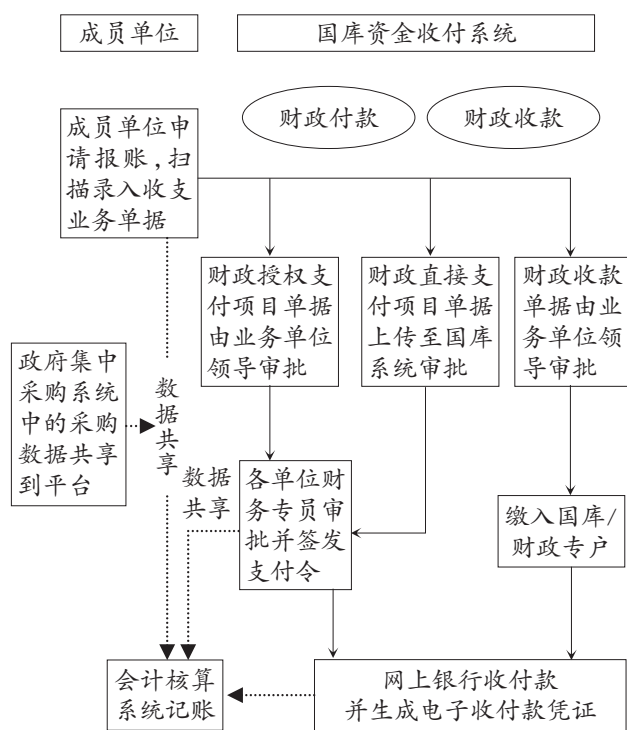 成员单位
国库资金收付系统
财政付款
财政收款
成员单位申
请报账,扫
描录入收支
业务单据
财政授权支
付项目单据
由业务单位
领导审批
财政直接支
付项目单据
上传至国库
系统审批
财政收款
单据由业
务单位领
导审批
政府集中
采购系统
中的采购
数据共享
到平台
数据共享
数据
共享
各单位财
务专员审
批并签发
支付令
缴入国库/
财政专户
会计核算
系统记账
网上银行收付款
并生成电子收付款凭证